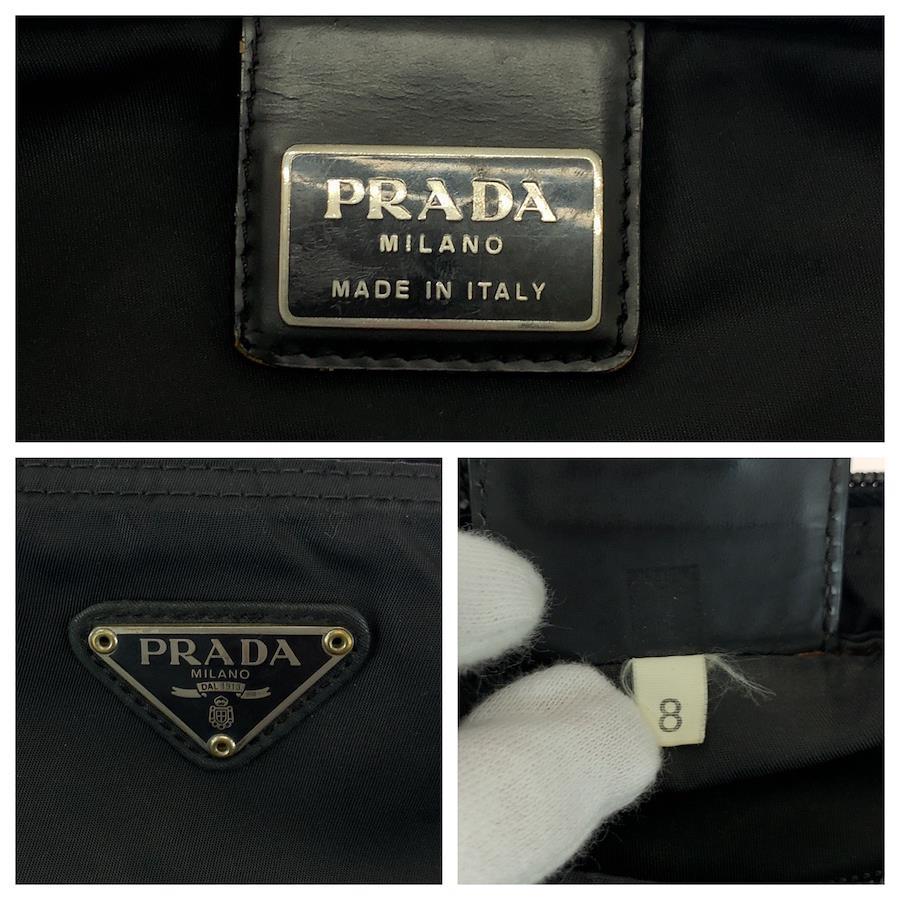 PRADA
MILANO
MADE IN ITALY
PRADA
MILANO
DAL 1913
8